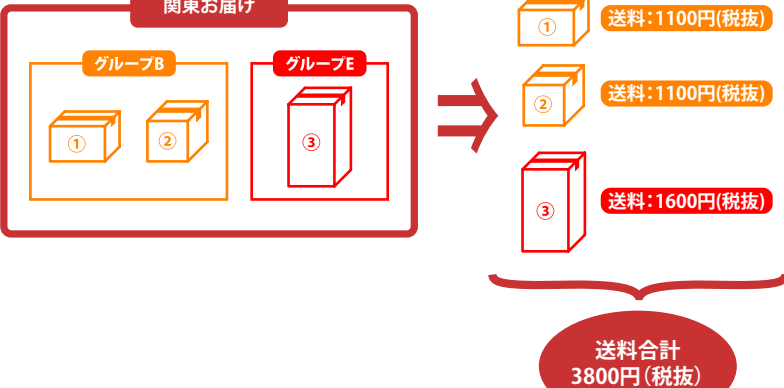 関東お届け
グループB
グループE
①
②
③
①
送料：1100円(税抜)
②
送料：1100円(税抜)
③
送料：1600円(税抜)
送料合計
3800円（税抜）